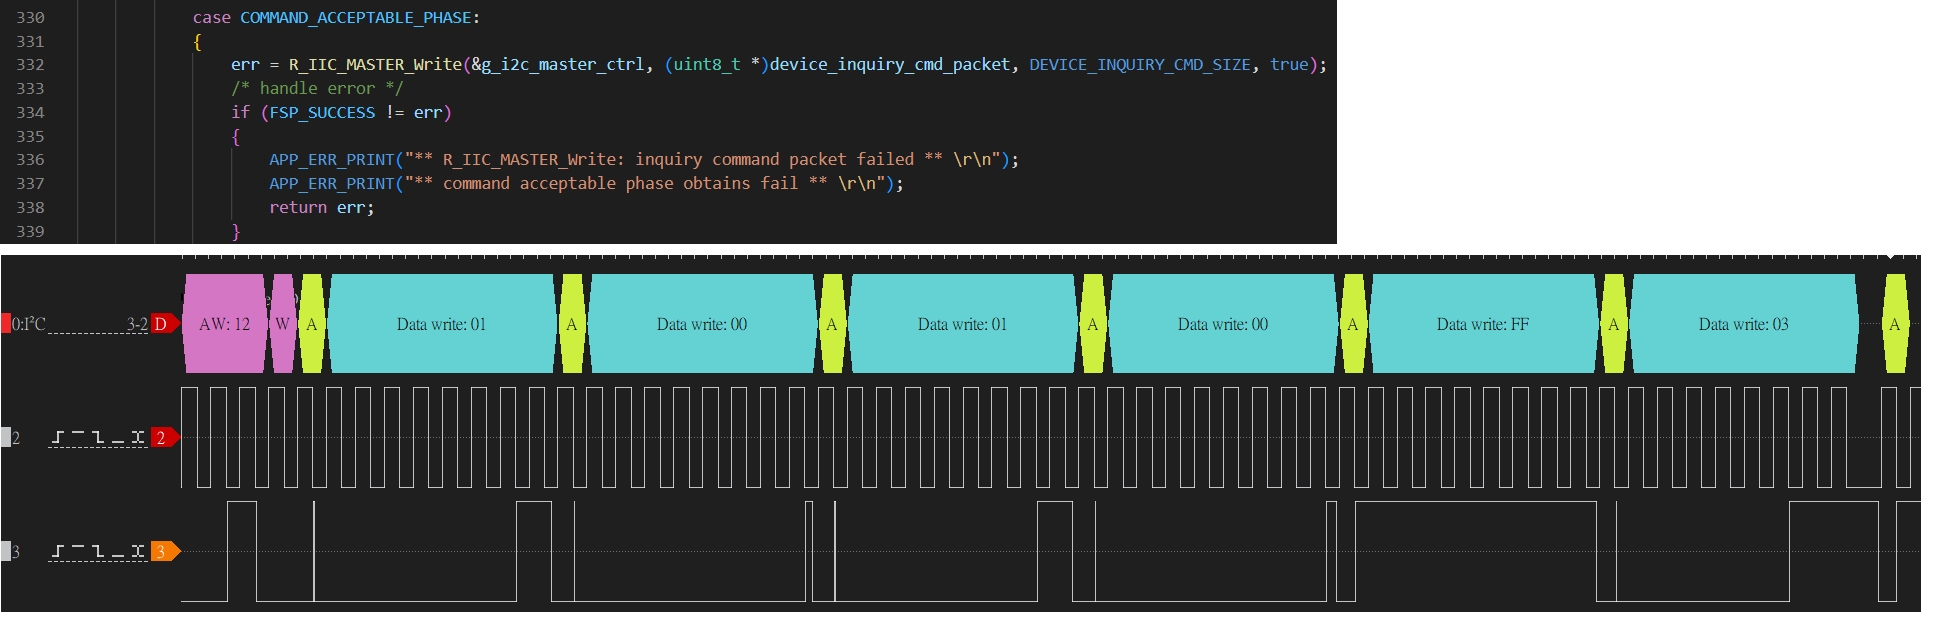 330 case COMMAND_ACCEPTABLE_PHASE:
331 {
332 err = R_IIC_MASTER_Write(&g_i2c_master_ctrl, (uint8_t *)device_inquiry_cmd_packet, DEVICE_INQUIRY_CMD_SIZE, true);
333 /* handle error */
334 if (FSP_SUCCESS != err)
335 {
336 APP_ERR_PRINT("** R_IIC_MASTER_Write: inquiry command packet failed ** \r\n");
337 APP_ERR_PRINT("** command acceptable phase obtains fail ** \r\n");
338 return err;
339 }
0:I²C 3-2 D AW: 12 W A Data write: 01 A Data write: 00 A Data write: 01 A Data write: 00 A Data write: FF A Data write: 03 A
2 2
3 3